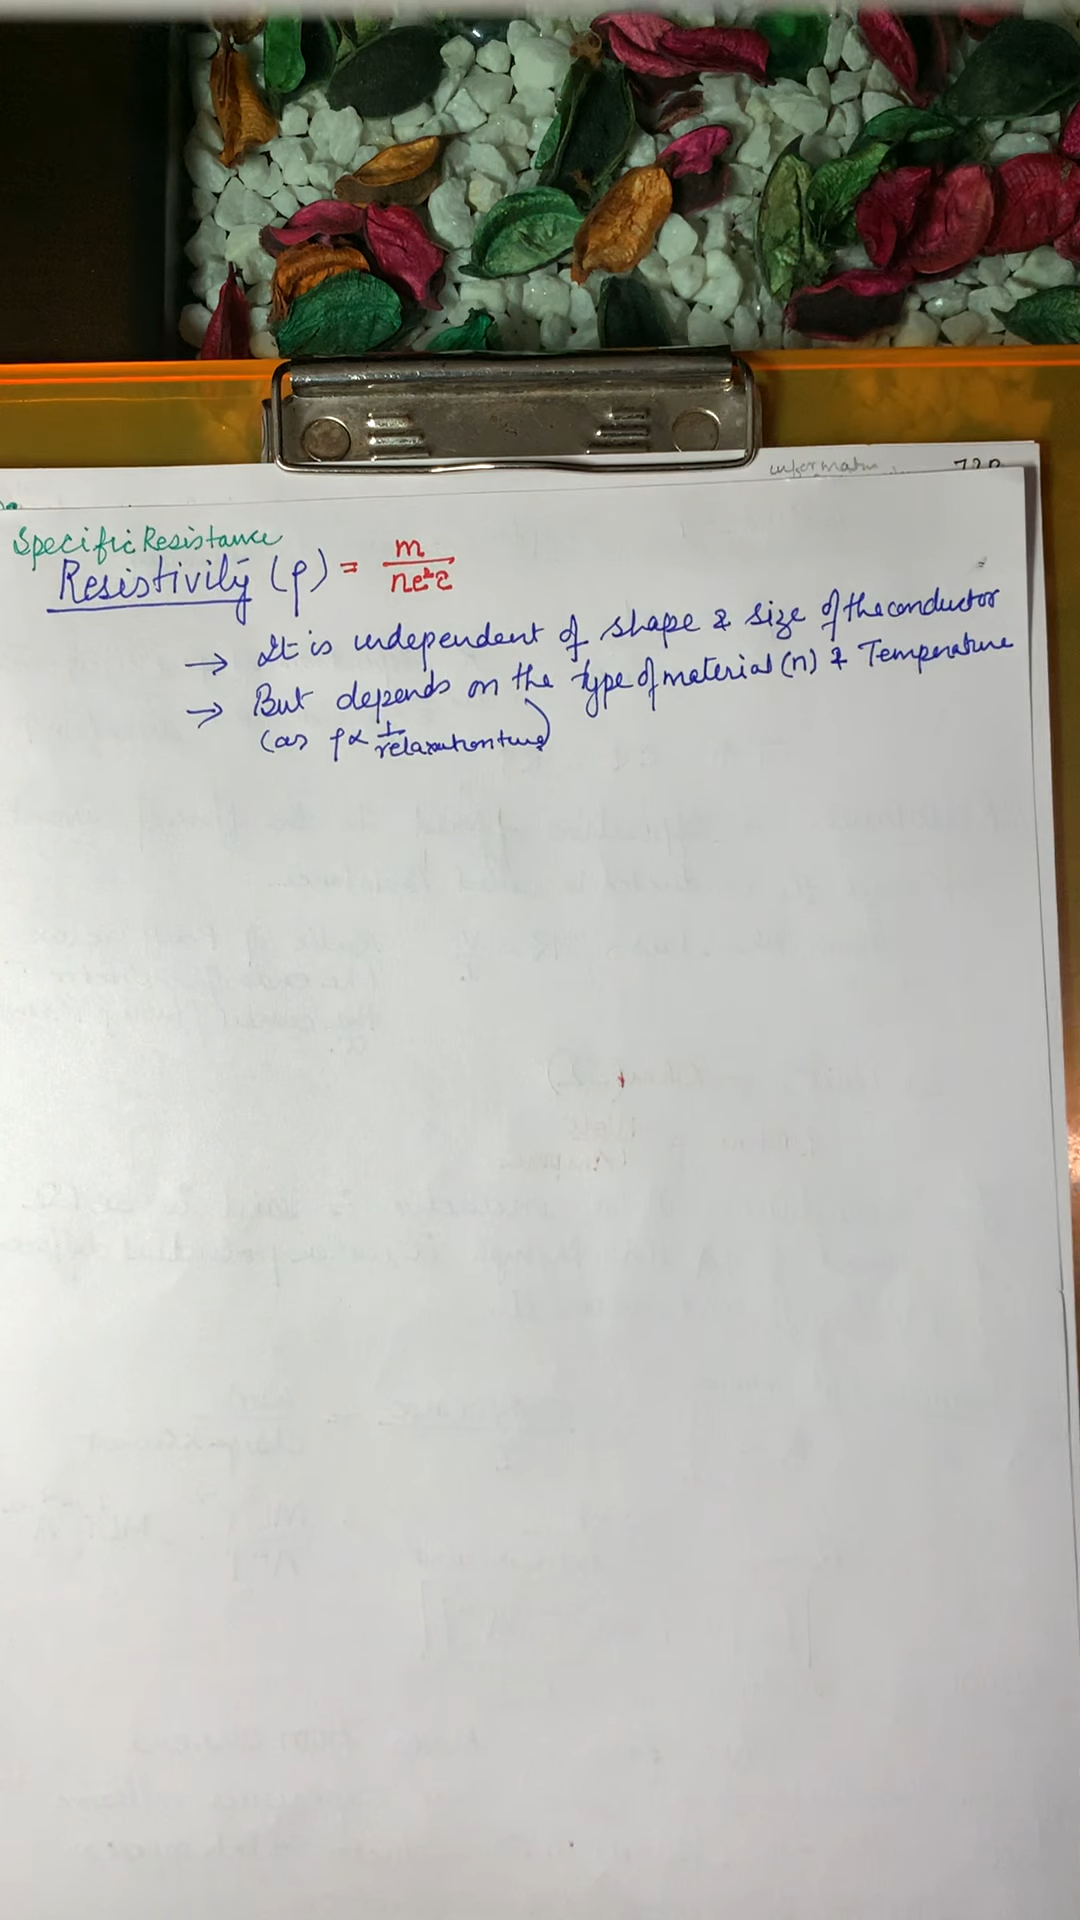 informatn
Specific Resistance
Resistivity (ρ) = m / ne²τ
→ It is independent of shape & size of the conductor
→ But depends on the type of material (n) & Temperature
(as ρ ∝ 1 / relaxation time)